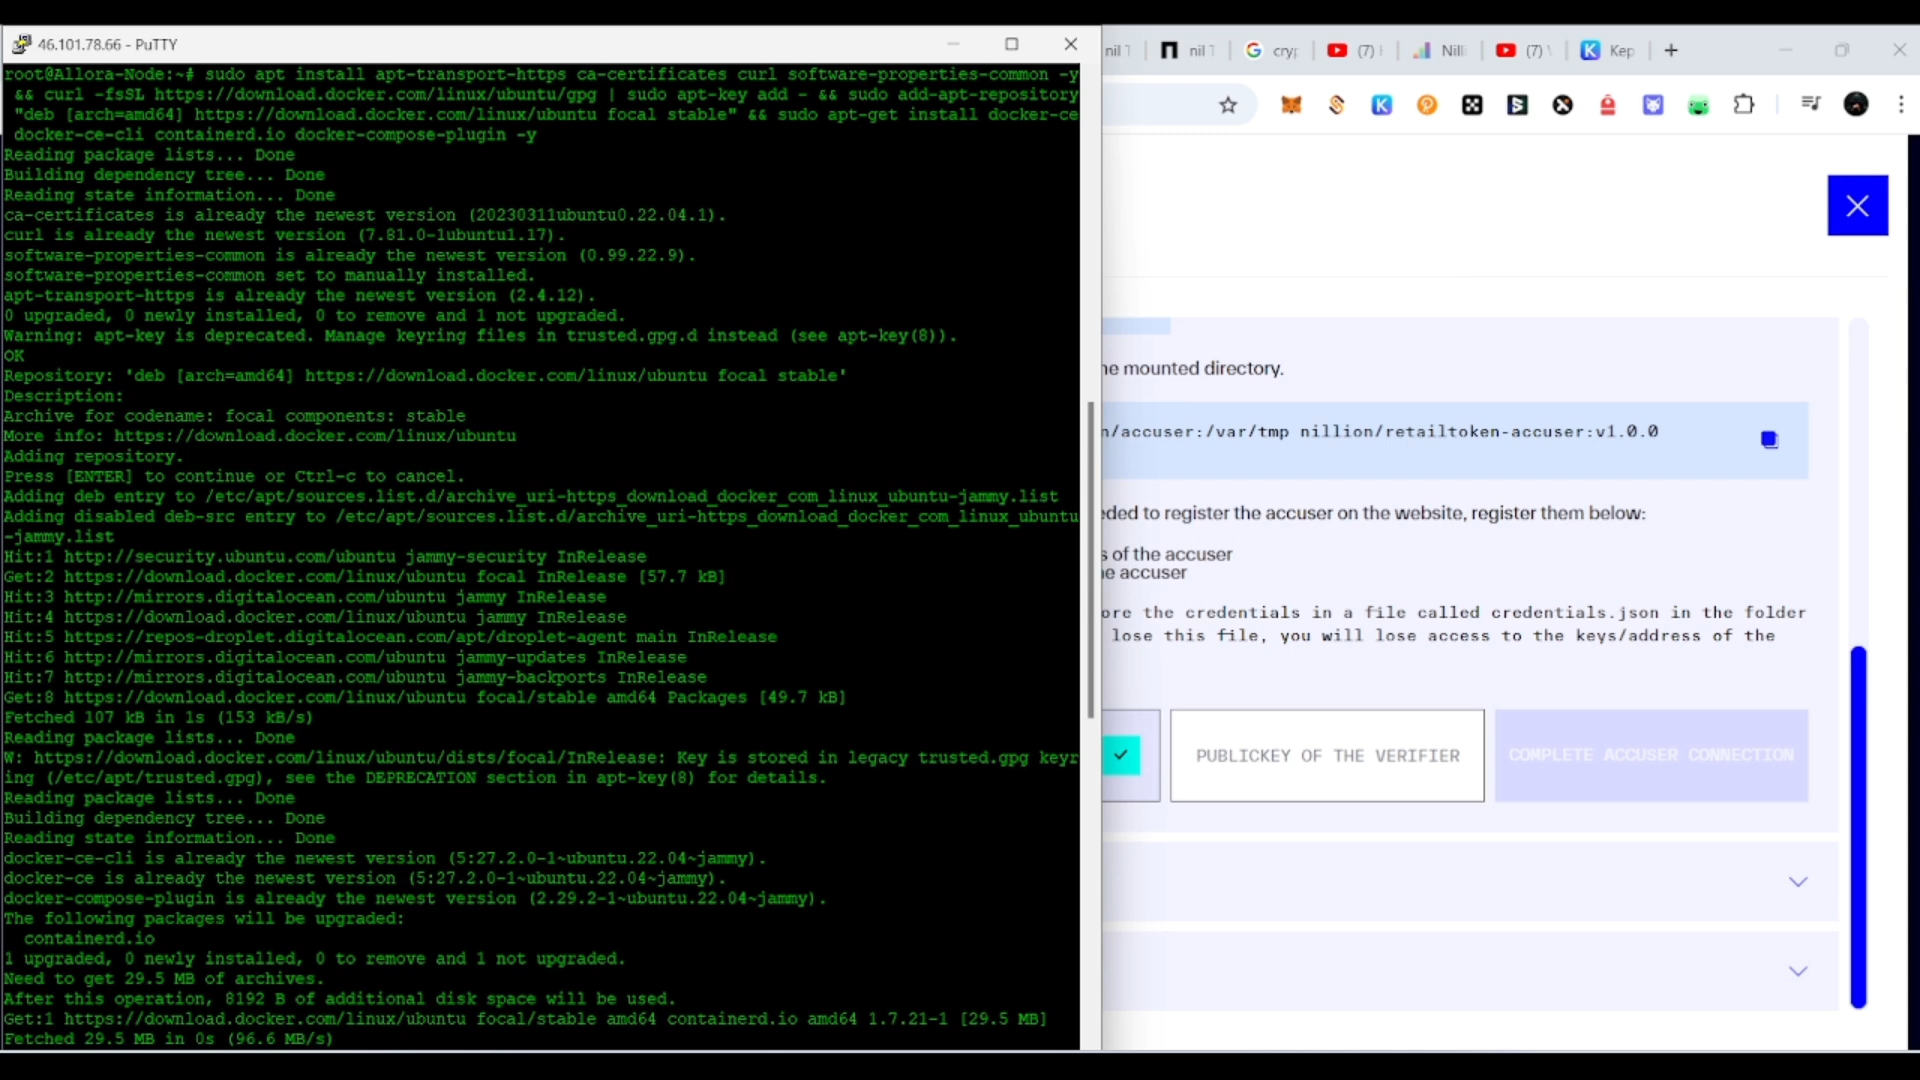 46.101.78.66 - PuTTY
root@Allora-Node:~# sudo apt install apt-transport-https ca-certificates curl software-properties-common -y
&& curl -fsSL https://download.docker.com/linux/ubuntu/gpg | sudo apt-key add - && sudo add-apt-repository
"deb [arch=amd64] https://download.docker.com/linux/ubuntu focal stable" && sudo apt-get install docker-ce
docker-ce-cli containerd.io docker-compose-plugin -y
Reading package lists... Done
Building dependency tree... Done
Reading state information... Done
ca-certificates is already the newest version (20230311ubuntu0.22.04.1).
curl is already the newest version (7.81.0-1ubuntu1.17).
software-properties-common is already the newest version (0.99.22.9).
software-properties-common set to manually installed.
apt-transport-https is already the newest version (2.4.12).
0 upgraded, 0 newly installed, 0 to remove and 1 not upgraded.
Warning: apt-key is deprecated. Manage keyring files in trusted.gpg.d instead (see apt-key(8)).
OK
Repository: 'deb [arch=amd64] https://download.docker.com/linux/ubuntu focal stable'
Description:
Archive for codename: focal components: stable
More info: https://download.docker.com/linux/ubuntu
Adding repository.
Press [ENTER] to continue or Ctrl-c to cancel.
Adding deb entry to /etc/apt/sources.list.d/archive_uri-https_download_docker_com_linux_ubuntu-jammy.list
Adding disabled deb-src entry to /etc/apt/sources.list.d/archive_uri-https_download_docker_com_linux_ubuntu
-jammy.list
Hit:1 http://security.ubuntu.com/ubuntu jammy-security InRelease
Get:2 https://download.docker.com/linux/ubuntu focal InRelease [57.7 kB]
Hit:3 http://mirrors.digitalocean.com/ubuntu jammy InRelease
Hit:4 https://download.docker.com/linux/ubuntu jammy InRelease
Hit:5 https://repos-droplet.digitalocean.com/apt/droplet-agent main InRelease
Hit:6 http://mirrors.digitalocean.com/ubuntu jammy-updates InRelease
Hit:7 http://mirrors.digitalocean.com/ubuntu jammy-backports InRelease
Get:8 https://download.docker.com/linux/ubuntu focal/stable amd64 Packages [49.7 kB]
Fetched 107 kB in 1s (153 kB/s)
Reading package lists... Done
W: https://download.docker.com/linux/ubuntu/dists/focal/InRelease: Key is stored in legacy trusted.gpg keyr
ing (/etc/apt/trusted.gpg), see the DEPRECATION section in apt-key(8) for details.
Reading package lists... Done
Building dependency tree... Done
Reading state information... Done
docker-ce-cli is already the newest version (5:27.2.0-1~ubuntu.22.04~jammy).
docker-ce is already the newest version (5:27.2.0-1~ubuntu.22.04~jammy).
docker-compose-plugin is already the newest version (2.29.2-1~ubuntu.22.04~jammy).
The following packages will be upgraded:
containerd.io
1 upgraded, 0 newly installed, 0 to remove and 1 not upgraded.
Need to get 29.5 MB of archives.
After this operation, 8192 B of additional disk space will be used.
Get:1 https://download.docker.com/linux/ubuntu focal/stable amd64 containerd.io amd64 1.7.21-1 [29.5 MB]
Fetched 29.5 MB in 0s (96.6 MB/s)
nil nil cry (7) Nilli (7) Kep
mounted directory.
/accuser:/var/tmp nillion/retailtoken-accuser:v1.0.0
to register the accuser on the website, register them below:
of the accuser
accuser
the credentials in a file called credentials.json in the folder
lose this file, you will lose access to the keys/address of the
PUBLICKEY OF THE VERIFIER
COMPLETE ACCUSER CONNECTION